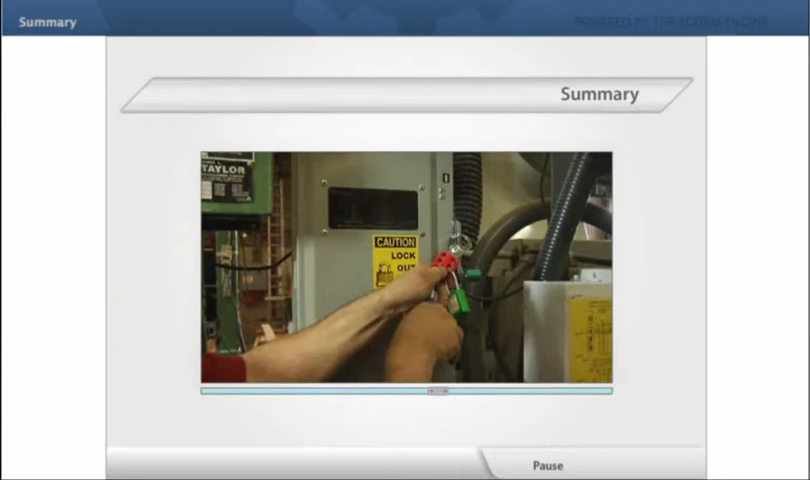 Summary
POWERED BY THE SCORM ENGINE
Summary
TAYLOR
CAUTION
LOCK
OUT
Pause